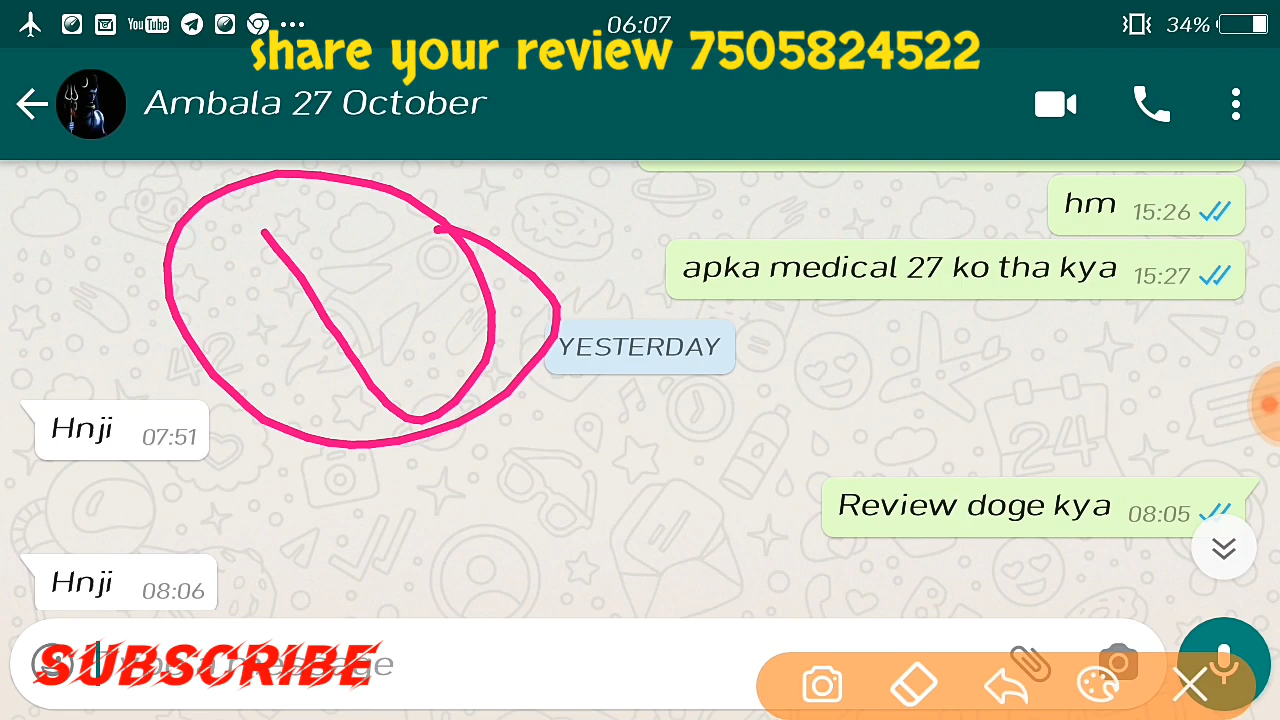 06:07
34%
share your review 7505824522
Ambala 27 October
hm 15:26
apka medical 27 ko tha kya 15:27
YESTERDAY
Hnji 07:51
Review doge kya 08:05
Hnji 08:06
SUBSCRIBE
message